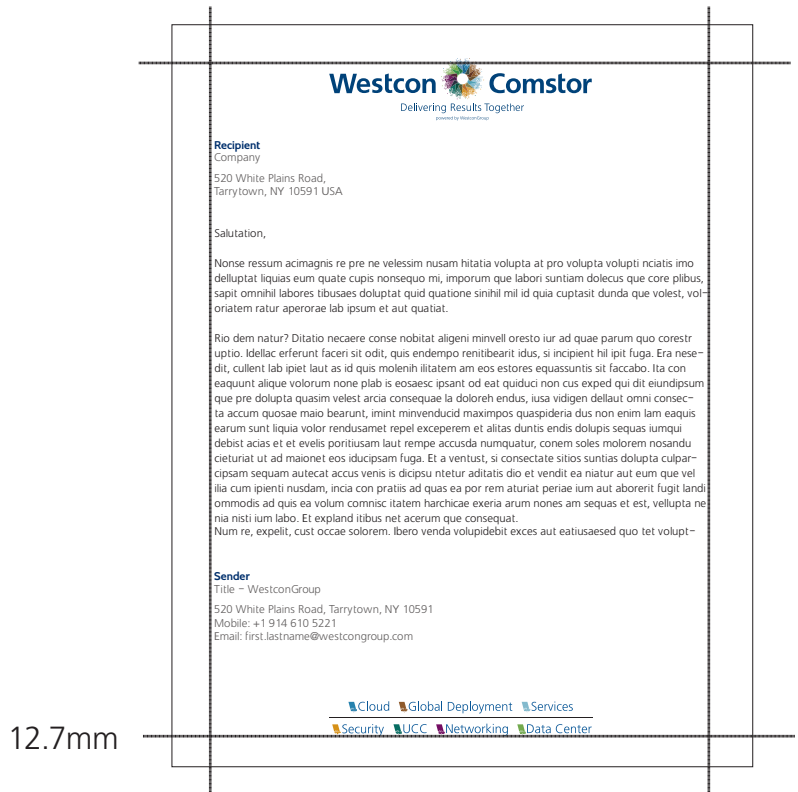 Westcon Comstor
Delivering Results Together
powered by WestconGroup
Recipient
Company
520 White Plains Road,
Tarrytown, NY 10591 USA
Salutation,
Nonse ressum acimagnis re pre ne velessim nusam hitatia volupta at pro volupta volupti nciatis imo
delluptat liquias eum quate cupis nonsequo mi, imporum que labori suntiam dolecus que core plibus,
sapit omnihil labores tibusaes doluptat quid quatione sinihil mil id quia cuptasit dunda que volest, vol-
oriatem ratur aperorae lab ipsum et aut quatiat.
Rio dem natur? Ditatio necaere conse nobitat aligeni minvell oresto iur ad quae parum quo corestr
uptio. Idellac erferunt faceri sit odit, quis endempo renitibearit idus, si incipient hil ipit fuga. Era nese-
dit, cullent lab ipiet laut as id quis molenih ilitatem am eos estores equassuntis sit faccabo. Ita con
eaquunt alique volorum none plab is eosaesc ipsant od eat quiduci non cus exped qui dit eiundipsum
que pre dolupta quasim velest arcia consequae la doloreh endus, iusa vidigen dellaut omni consec-
ta accum quosae maio bearunt, imint minvenducid maximpos quaspideria dus non enim lam eaquis
earum sunt liquia volor rendusamet repel exceperem et alitas duntis endis dolupis sequas iumqui
debist acias et et evelis poritiusam laut rempe accusda numquatur, conem soles molorem nosandu
cieturiat ut ad maionet eos iducipsam fuga. Et a ventust, si consectate sitios suntias dolupta culpar-
cipsam sequam autecat accus venis is dicipsu ntetur aditatis dio et vendit ea niatur aut eum que vel
ilia cum ipienti nusdam, incia con pratiis ad quas ea por rem aturiat periae ium aut aborerit fugit landi
ommodis ad quis ea volum comnisc itatem harchicae exeria arum nones am sequas et est, vellupta ne
nia nisti ium labo. Et expland itibus net acerum que consequat.
Num re, expelit, cust occae solorem. Ibero venda volupidebit exces aut eatiusaesed quo tet volupt-
Sender
Title – WestconGroup
520 White Plains Road, Tarrytown, NY 10591
Mobile: +1 914 610 5221
Email: first.lastname@westcongroup.com
Cloud Global Deployment Services
Security UCC Networking Data Center
12.7mm